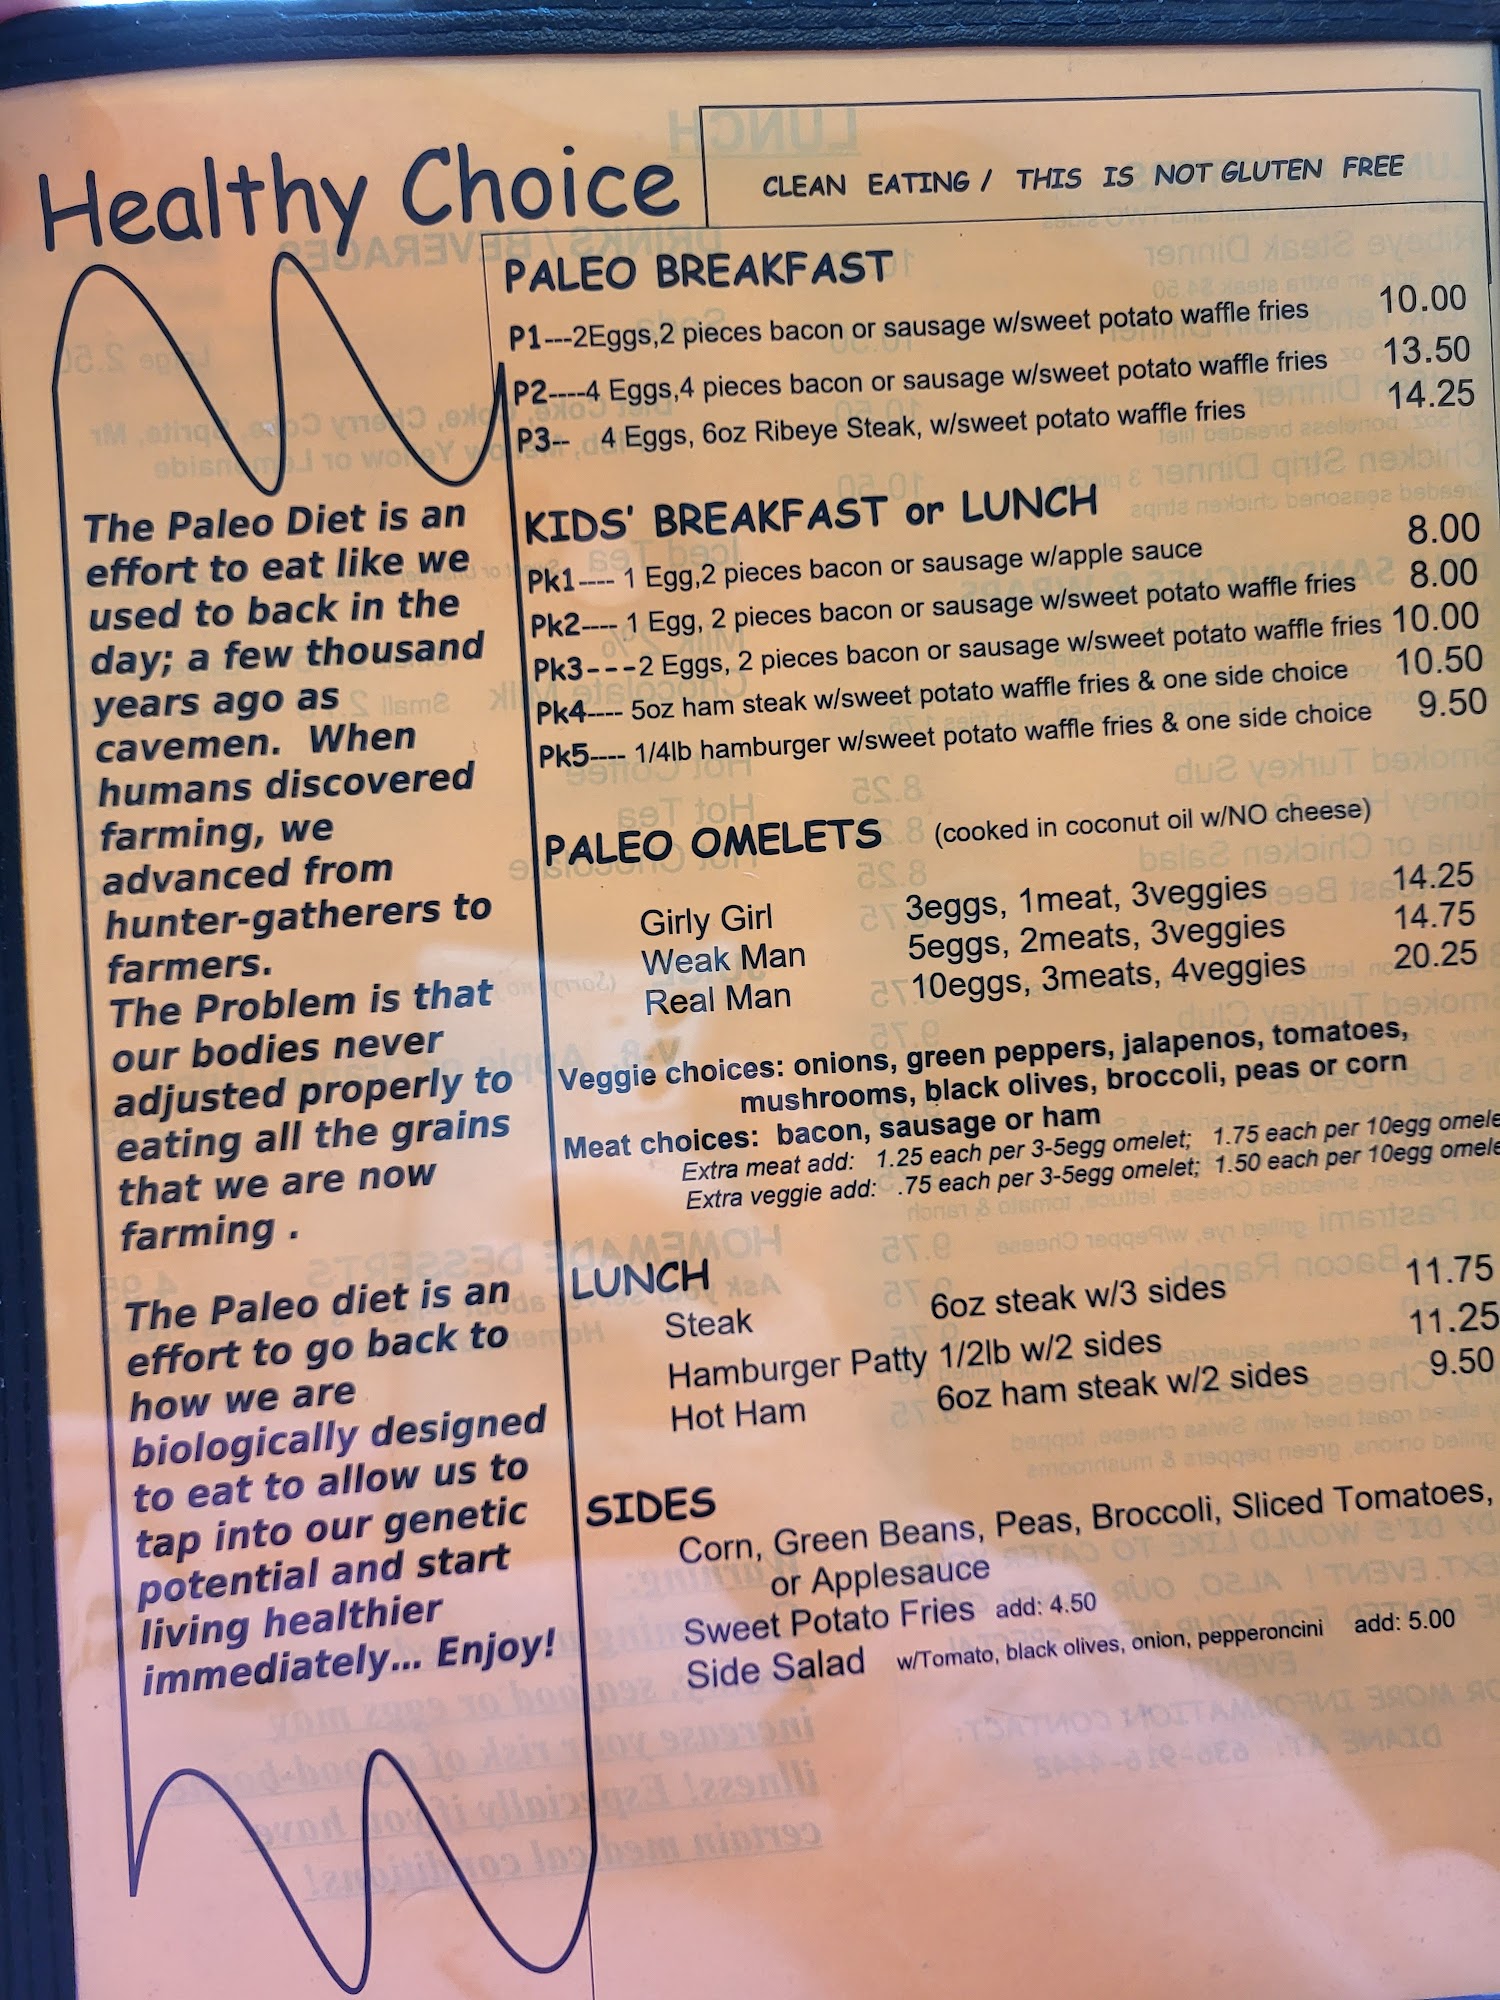 Healthy Choice
CLEAN EATING / THIS IS NOT GLUTEN FREE
The Paleo Diet is an
effort to eat like we
used to back in the
day; a few thousand
years ago as
cavemen. When
humans discovered
farming, we
advanced from
hunter-gatherers to
farmers.
The Problem is that
our bodies never
adjusted properly to
eating all the grains
that we are now
farming .
The Paleo diet is an
effort to go back to
how we are
biologically designed
to eat to allow us to
tap into our genetic
potential and start
living healthier
immediately... Enjoy!
PALEO BREAKFAST
P1---2Eggs,2 pieces bacon or sausage w/sweet potato waffle fries 10.00
P2----4 Eggs,4 pieces bacon or sausage w/sweet potato waffle fries 13.50
P3-- 4 Eggs, 6oz Ribeye Steak, w/sweet potato waffle fries 14.25
KIDS' BREAKFAST or LUNCH
Pk1---- 1 Egg,2 pieces bacon or sausage w/apple sauce 8.00
Pk2---- 1 Egg, 2 pieces bacon or sausage w/sweet potato waffle fries 8.00
Pk3---2 Eggs, 2 pieces bacon or sausage w/sweet potato waffle fries 10.00
Pk4---- 5oz ham steak w/sweet potato waffle fries & one side choice 10.50
Pk5---- 1/4lb hamburger w/sweet potato waffle fries & one side choice 9.50
PALEO OMELETS (cooked in coconut oil w/NO cheese)
Girly Girl 3eggs, 1meat, 3veggies 14.25
Weak Man 5eggs, 2meats, 3veggies 14.75
Real Man 10eggs, 3meats, 4veggies 20.25
Veggie choices: onions, green peppers, jalapenos, tomatoes,
mushrooms, black olives, broccoli, peas or corn
Meat choices: bacon, sausage or ham
Extra meat add: 1.25 each per 3-5egg omelet; 1.75 each per 10egg omele
Extra veggie add: .75 each per 3-5egg omelet; 1.50 each per 10egg omele
LUNCH
Steak 6oz steak w/3 sides 11.75
Hamburger Patty 1/2lb w/2 sides 11.25
Hot Ham 6oz ham steak w/2 sides 9.50
SIDES
Corn, Green Beans, Peas, Broccoli, Sliced Tomatoes,
or Applesauce
Sweet Potato Fries add: 4.50
Side Salad w/Tomato, black olives, onion, pepperoncini add: 5.00